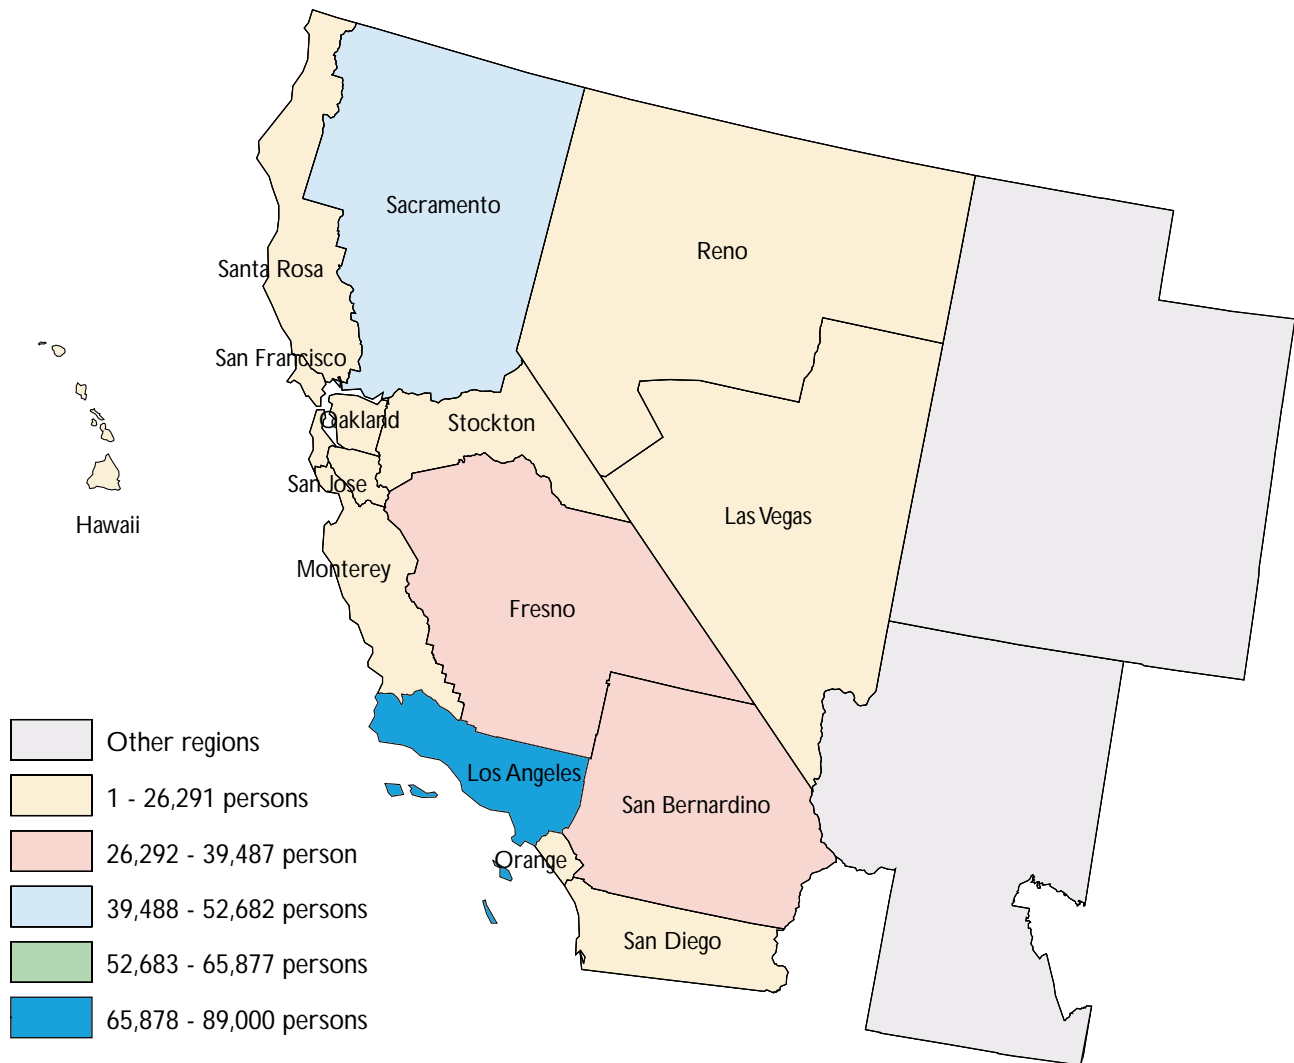 Sacramento
Reno
Santa Rosa
San Francisco
Oakland
Stockton
San Jose
Las Vegas
Hawaii
Monterey
Fresno
Los Angeles
San Bernardino
Orange
San Diego
Other regions
1 - 26,291 persons
26,292 - 39,487 person
39,488 - 52,682 persons
52,683 - 65,877 persons
65,878 - 89,000 persons